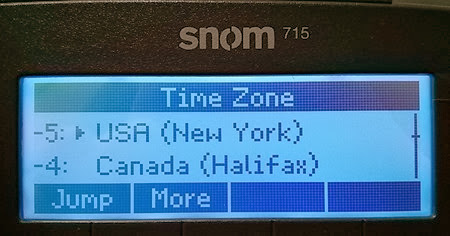 snom 715
Time Zone
-5: ▸ USA (New York)
-4: Canada (Halifax)
Jump More